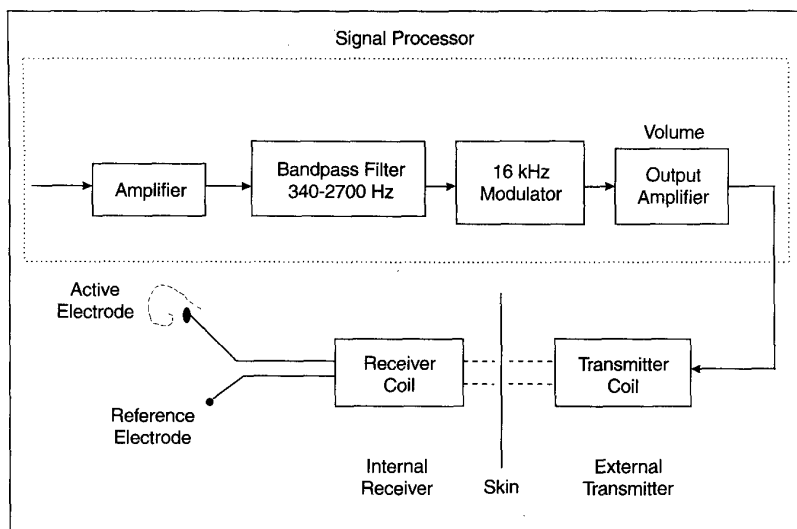 Signal Processor
Volume
Amplifier
Bandpass Filter
340-2700 Hz
16 kHz
Modulator
Output
Amplifier
Active
Electrode
Receiver
Coil
Transmitter
Coil
Reference
Electrode
Internal
Receiver
Skin
External
Transmitter